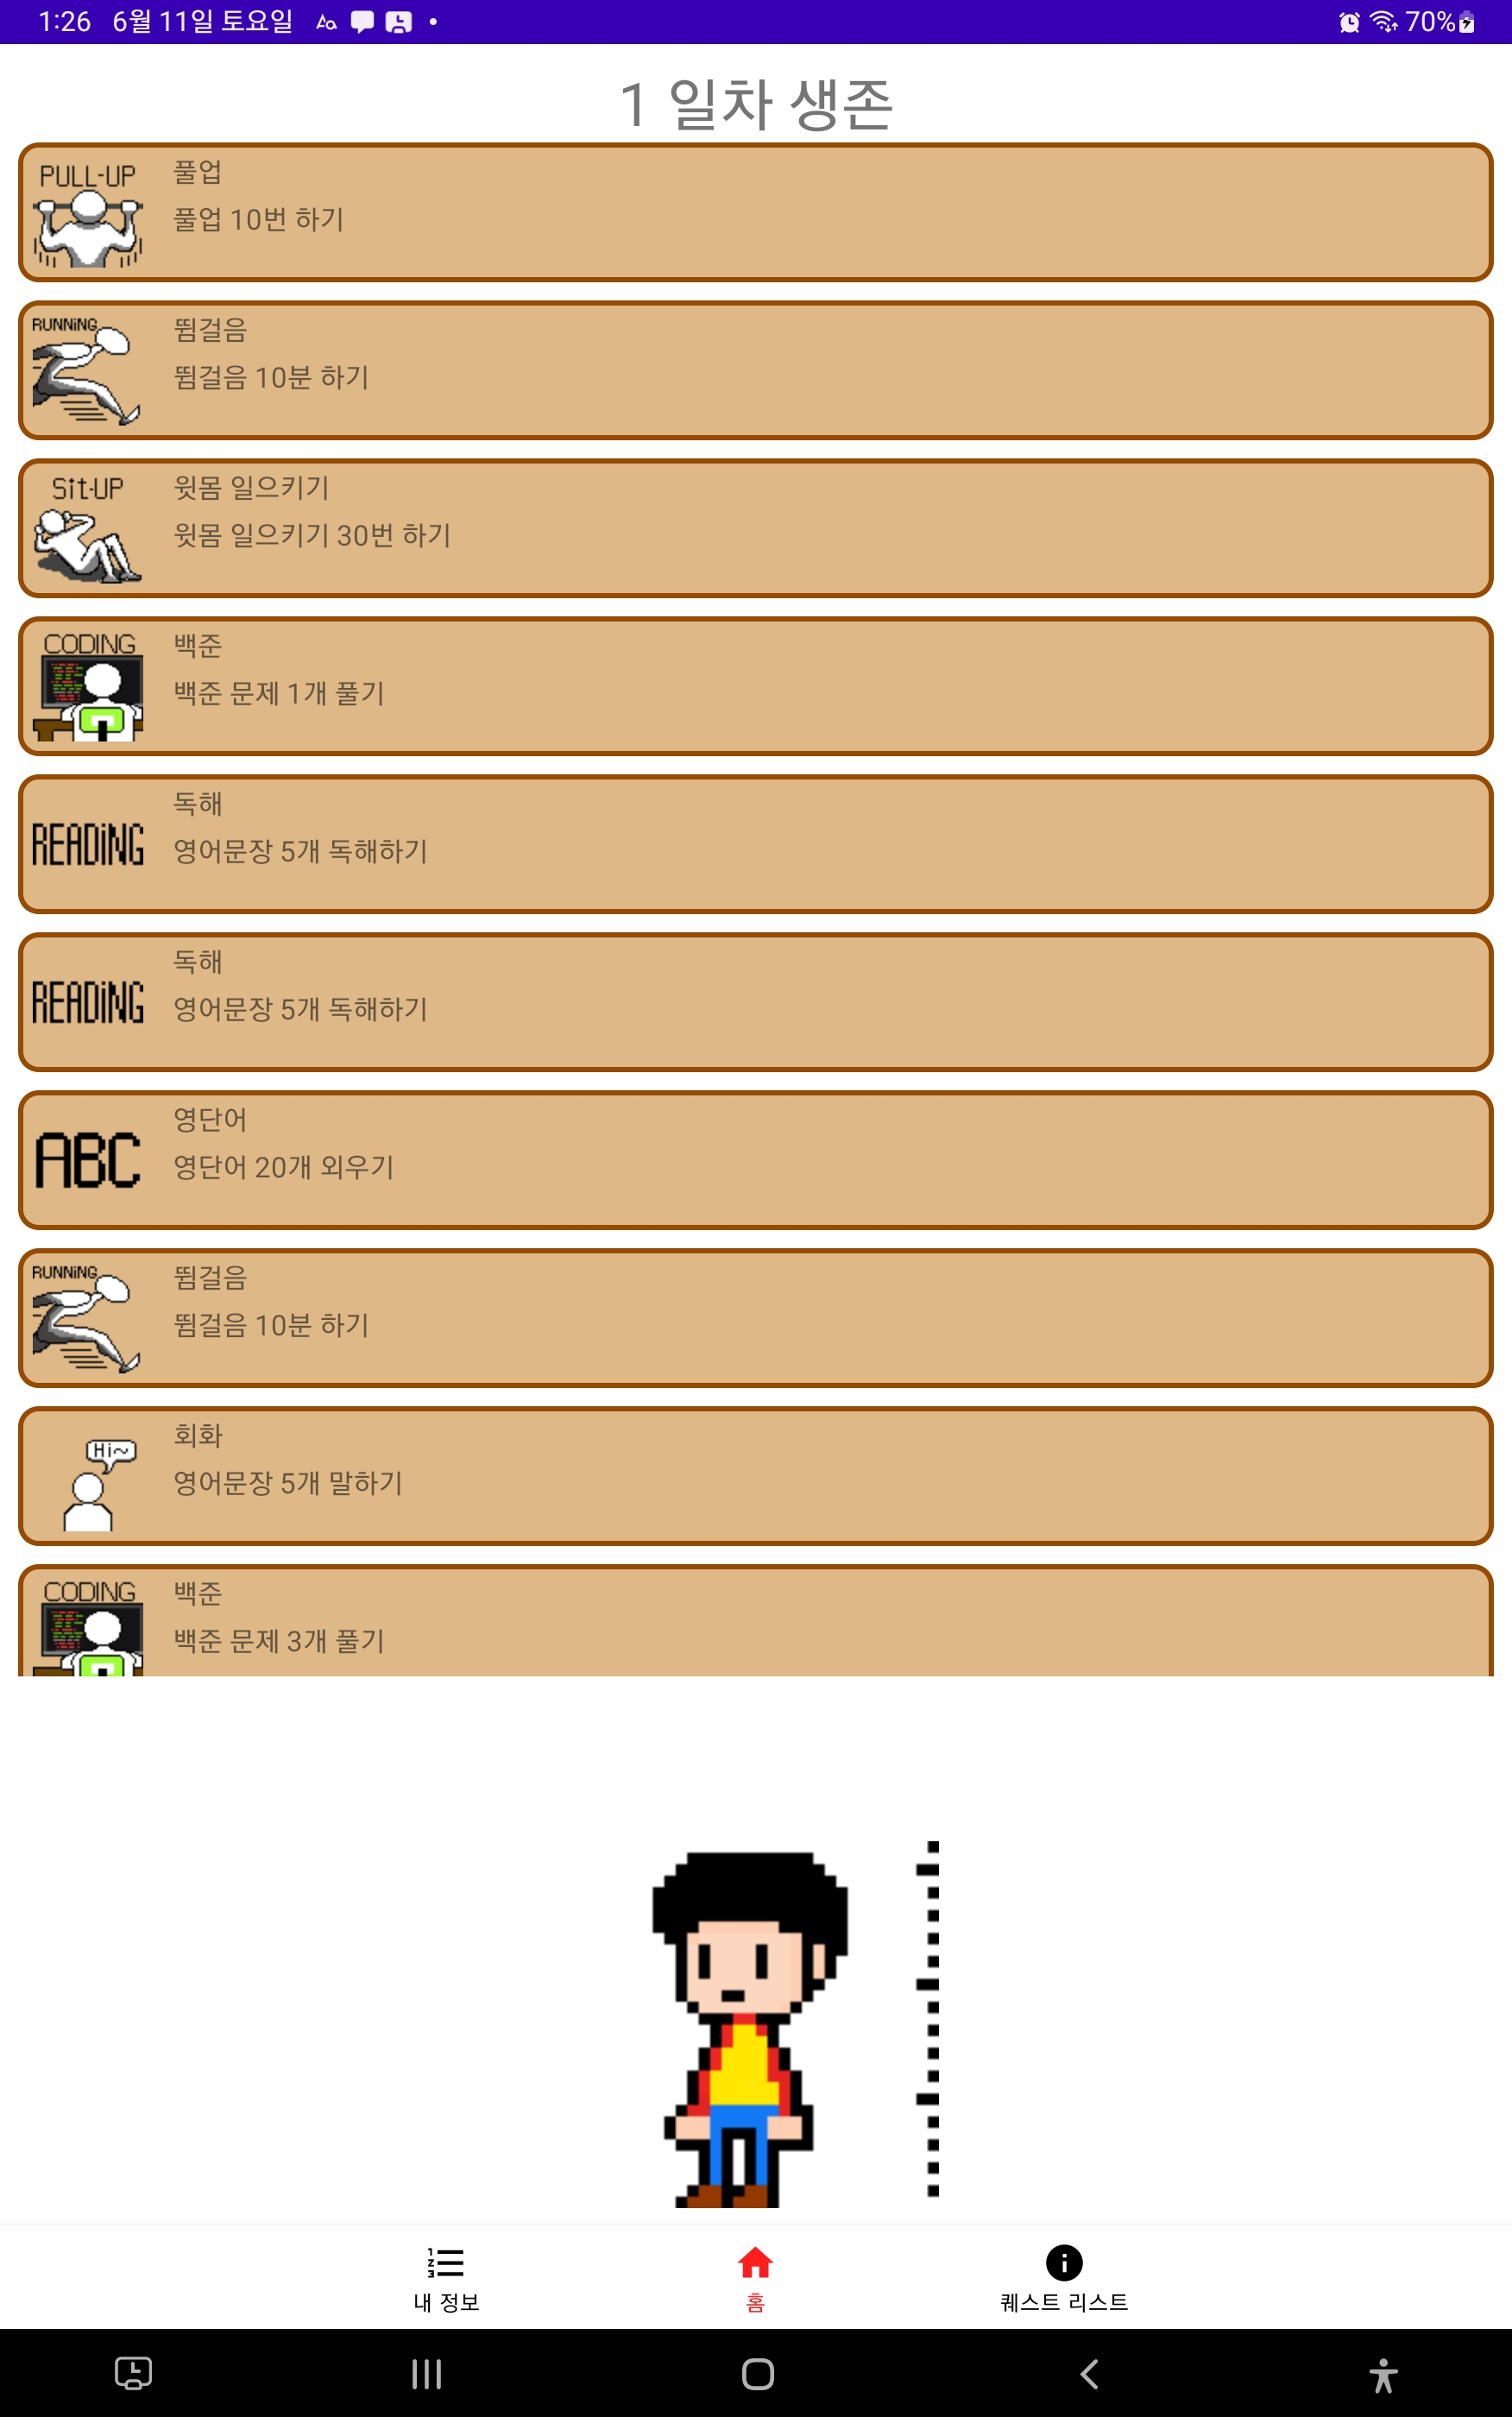 1:26 6월 11일 토요일
70%
1 일차 생존
PULL-UP
풀업
풀업 10번 하기
RUNNiNG
뜀걸음
뜀걸음 10분 하기
Sit-UP
윗몸 일으키기
윗몸 일으키기 30번 하기
CODING
백준
백준 문제 1개 풀기
READiNG
독해
영어문장 5개 독해하기
READiNG
독해
영어문장 5개 독해하기
ABC
영단어
영단어 20개 외우기
RUNNiNG
뜀걸음
뜀걸음 10분 하기
Hi~
회화
영어문장 5개 말하기
CODING
백준
백준 문제 3개 풀기
내 정보
홈
퀘스트 리스트